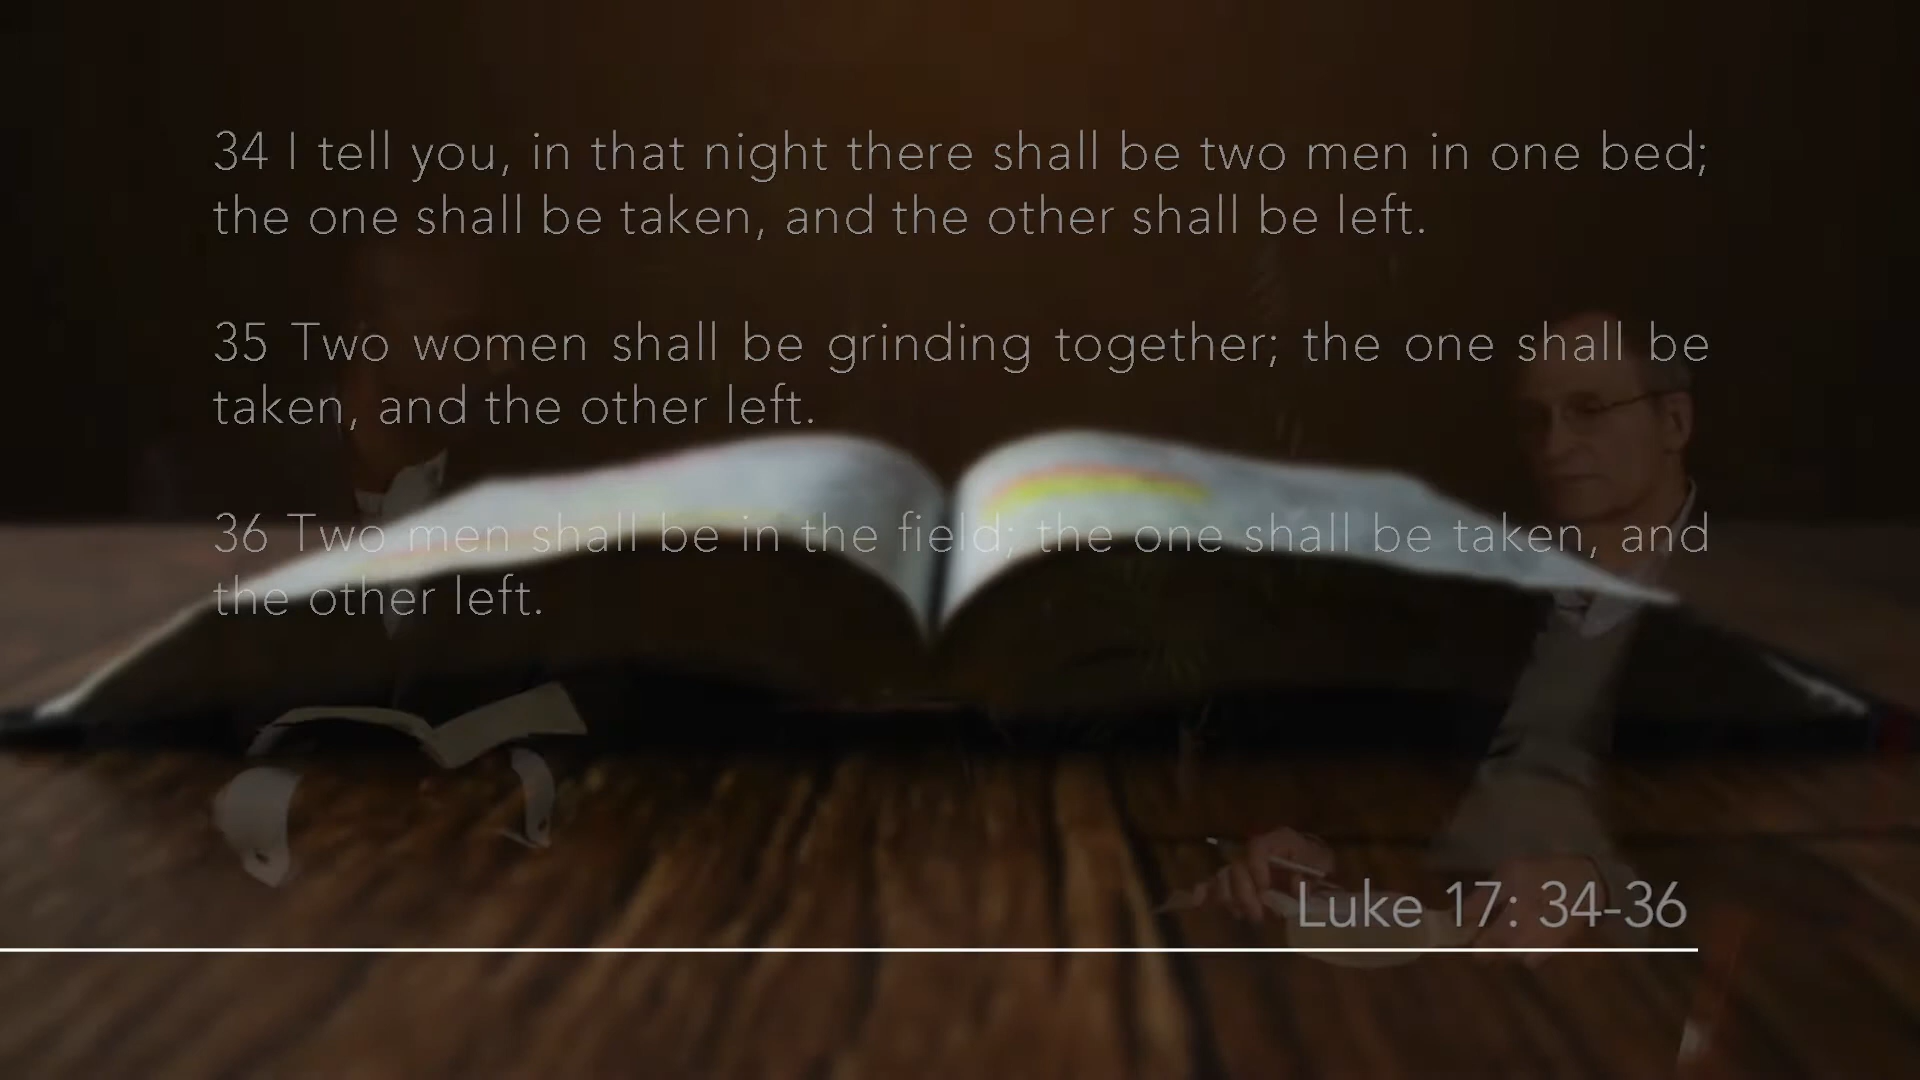 34 I tell you, in that night there shall be two men in one bed;
the one shall be taken, and the other shall be left.
35 Two women shall be grinding together; the one shall be
taken, and the other left.
36 Two men shall be in the field; the one shall be taken, and
the other left.
Luke 17: 34-36